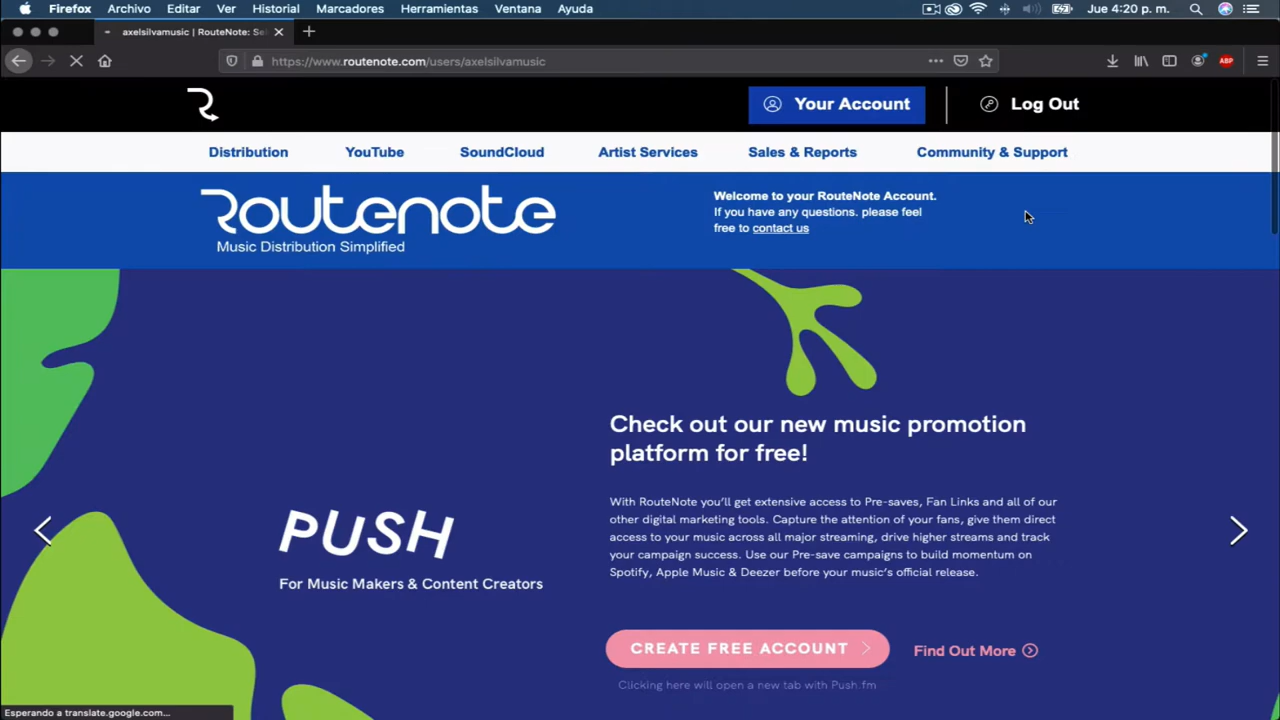 Firefox Archivo Editar Ver Historial Marcadores Herramientas Ventana Ayuda Jue 4:20 p. m.
axelsilvamusic | RouteNote: Se
https://www.routenote.com/users/axelsilvamusic ABP
Your Account Log Out
Distribution YouTube SoundCloud Artist Services Sales & Reports Community & Support
Routenote
Music Distribution Simplified
Welcome to your RouteNote Account.
If you have any questions, please feel
free to contact us
Check out our new music promotion
platform for free!
With RouteNote you'll get extensive access to Pre-saves, Fan Links and all of our
other digital marketing tools. Capture the attention of your fans, give them direct
access to your music across all major streaming, drive higher streams and track
your campaign success. Use our Pre-save campaigns to build momentum on
Spotify, Apple Music & Deezer before your music's official release.
PUSH
For Music Makers & Content Creators
CREATE FREE ACCOUNT
Find Out More
Clicking here will open a new tab with Push.fm
Esperando a translate.google.com...